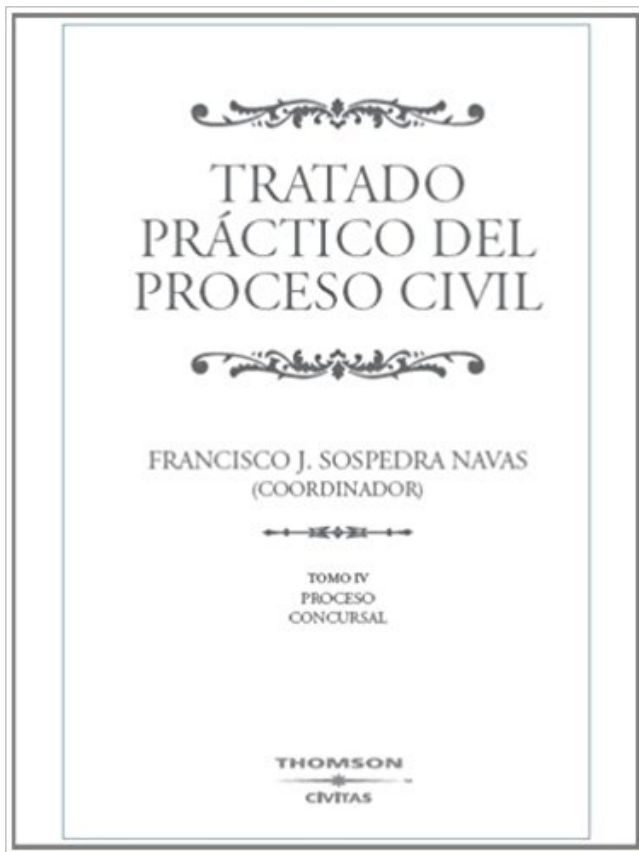 TRATADO
PRÁCTICO DEL
PROCESO CIVIL
FRANCISCO J. SOSPEDRA NAVAS
(COORDINADOR)
TOMO IV
PROCESO
CONCURSAL
THOMSON
CIVITAS